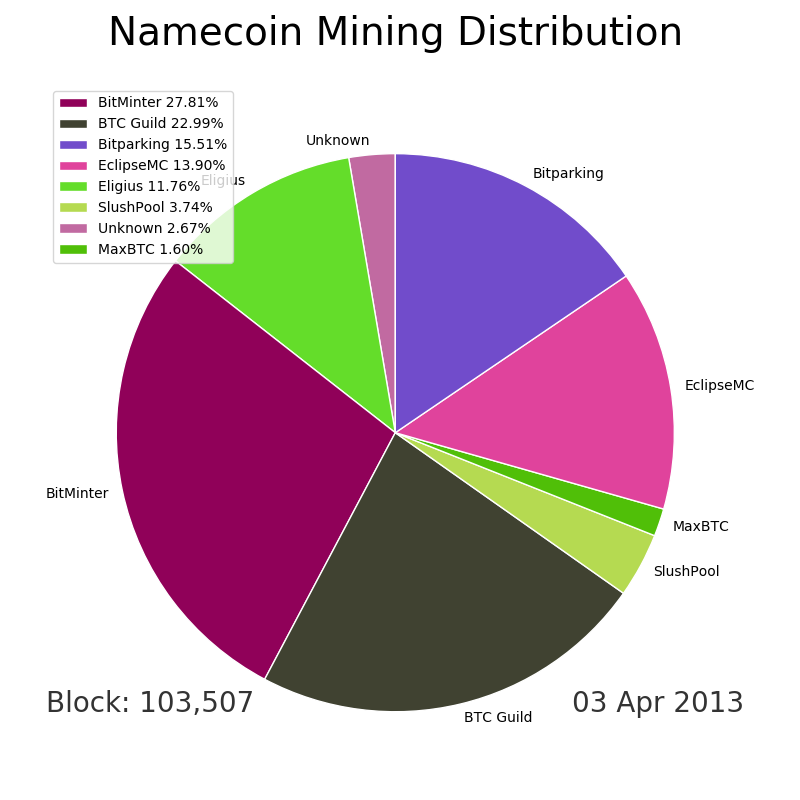 Namecoin Mining Distribution
BitMinter 27.81%
BTC Guild 22.99%
Bitparking 15.51%
EclipseMC 13.90%
Eligius 11.76%
SlushPool 3.74%
Unknown 2.67%
MaxBTC 1.60%
Unknown
Bitparking
Eligius
EclipseMC
BitMinter
MaxBTC
SlushPool
BTC Guild
Block: 103,507
03 Apr 2013